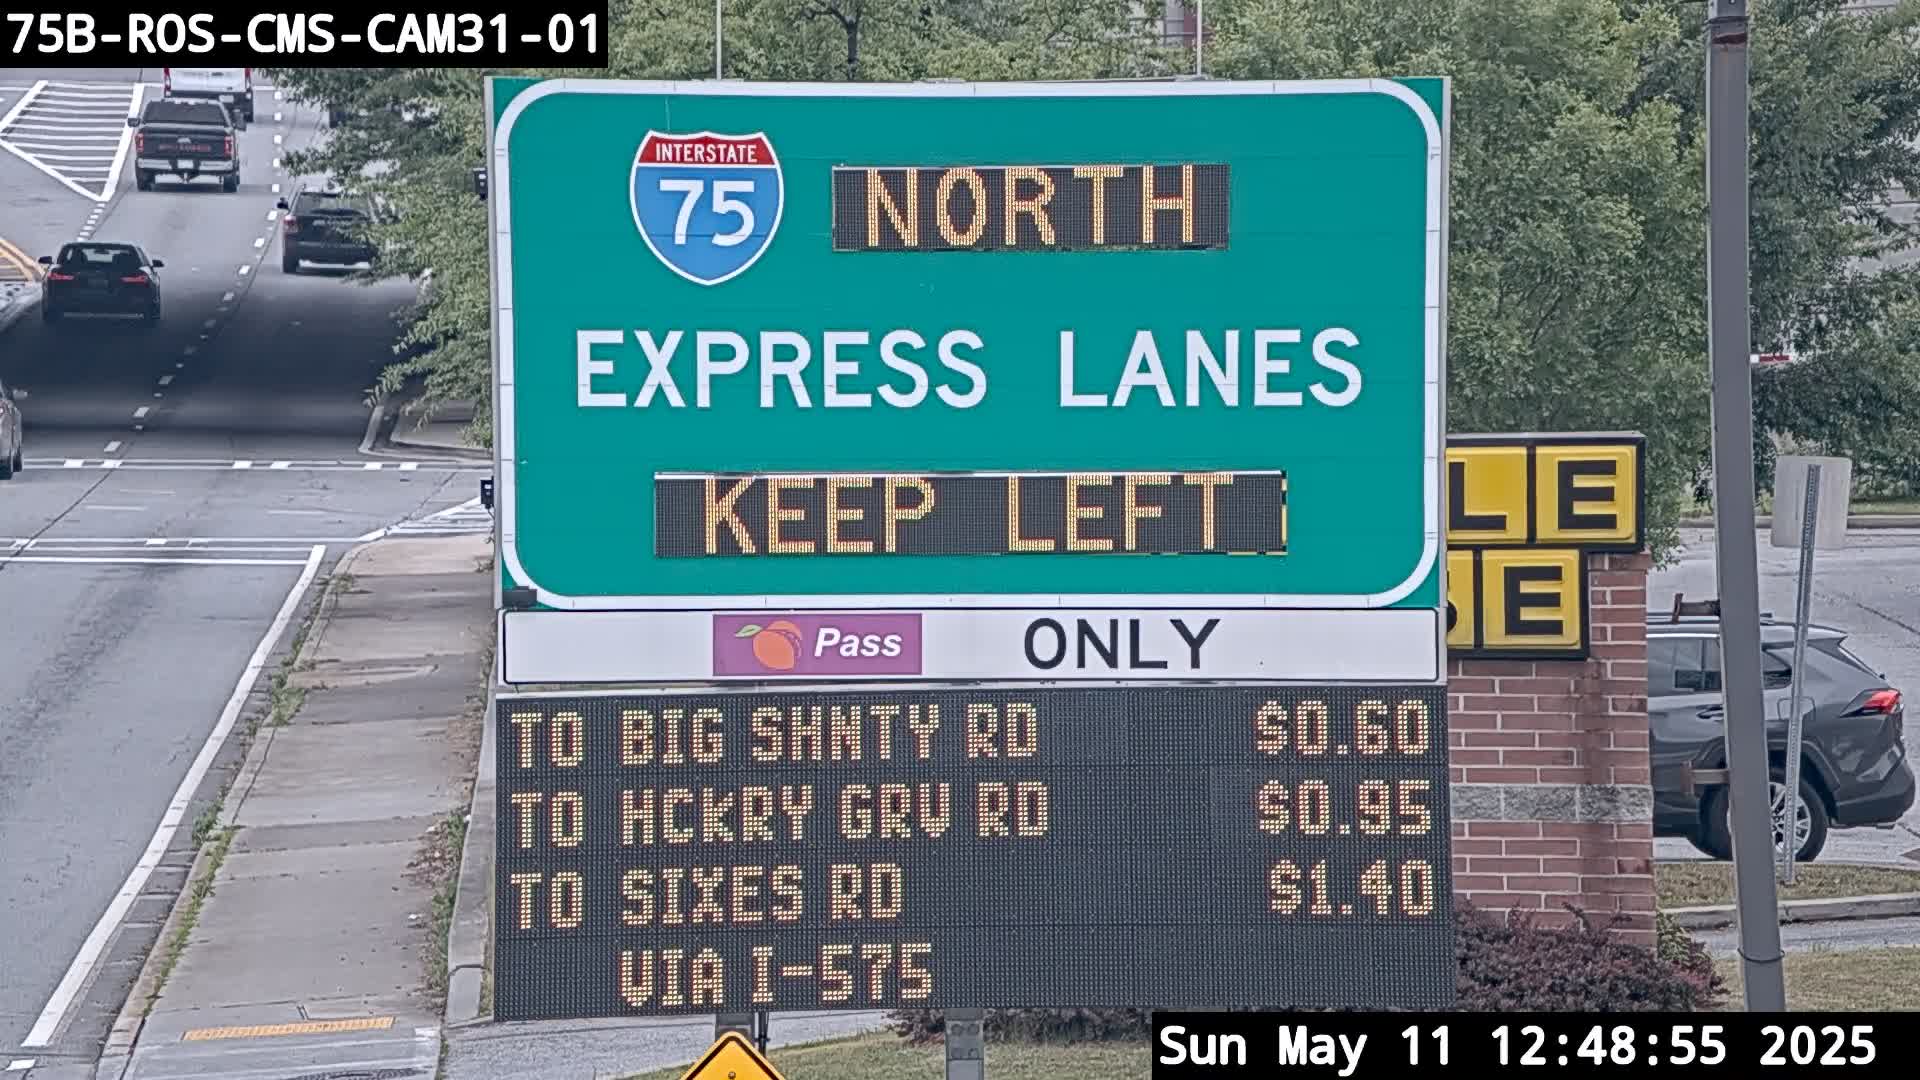 75B-ROS-CMS-CAM31-01
INTERSTATE
75
NORTH
EXPRESS LANES
KEEP LEFT
Pass ONLY
TO BIG SHNTY RD $0.60
TO HCKRY GRV RD $0.95
TO SIXES RD $1.40
VIA I-575
LE
E
Sun May 11 12:48:55 2025